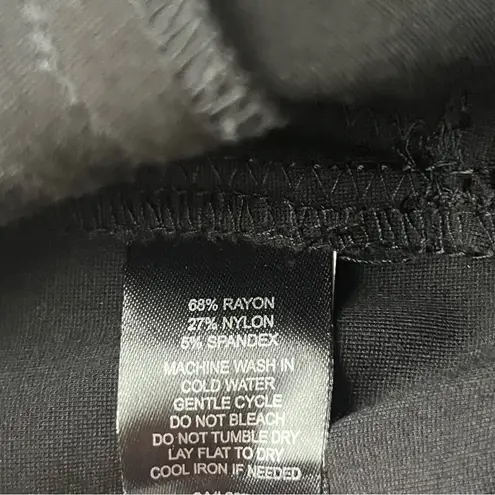 68% RAYON
27% NYLON
5% SPANDEX
MACHINE WASH IN
COLD WATER
GENTLE CYCLE
DO NOT BLEACH
DO NOT TUMBLE DRY
LAY FLAT TO DRY
COOL IRON IF NEEDED